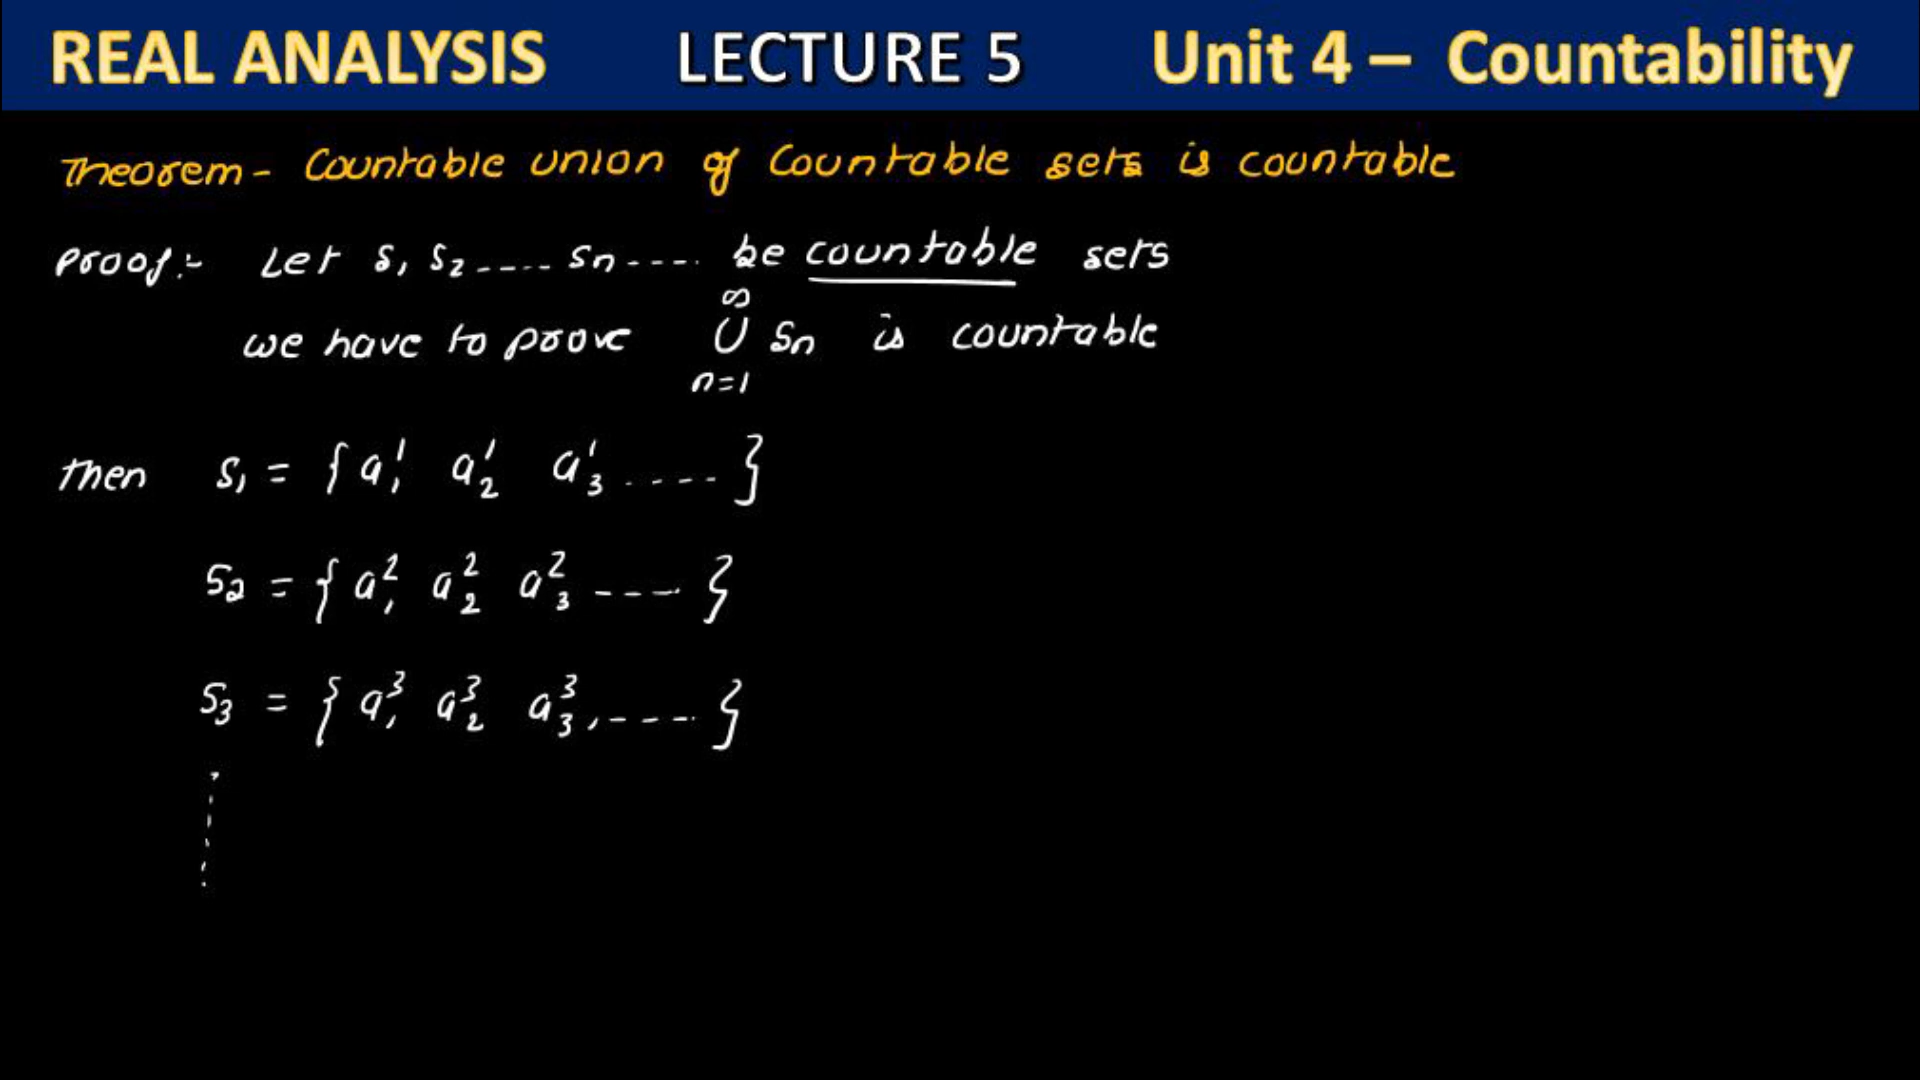 REAL ANALYSIS LECTURE 5 Unit 4 – Countability
Theorem - Countable union of Countable sets is countable
Proof:- Let S₁ S₂ ..... Sn .... be countable sets
we have to prove ∞ ∪ n=1 Sn is countable
Then S₁ = { a₁¹ a₂¹ a₃¹ ..... }
S₂ = { a₁² a₂² a₃² ---- }
S₃ = { a₁³ a₂³ a₃³, ---- }